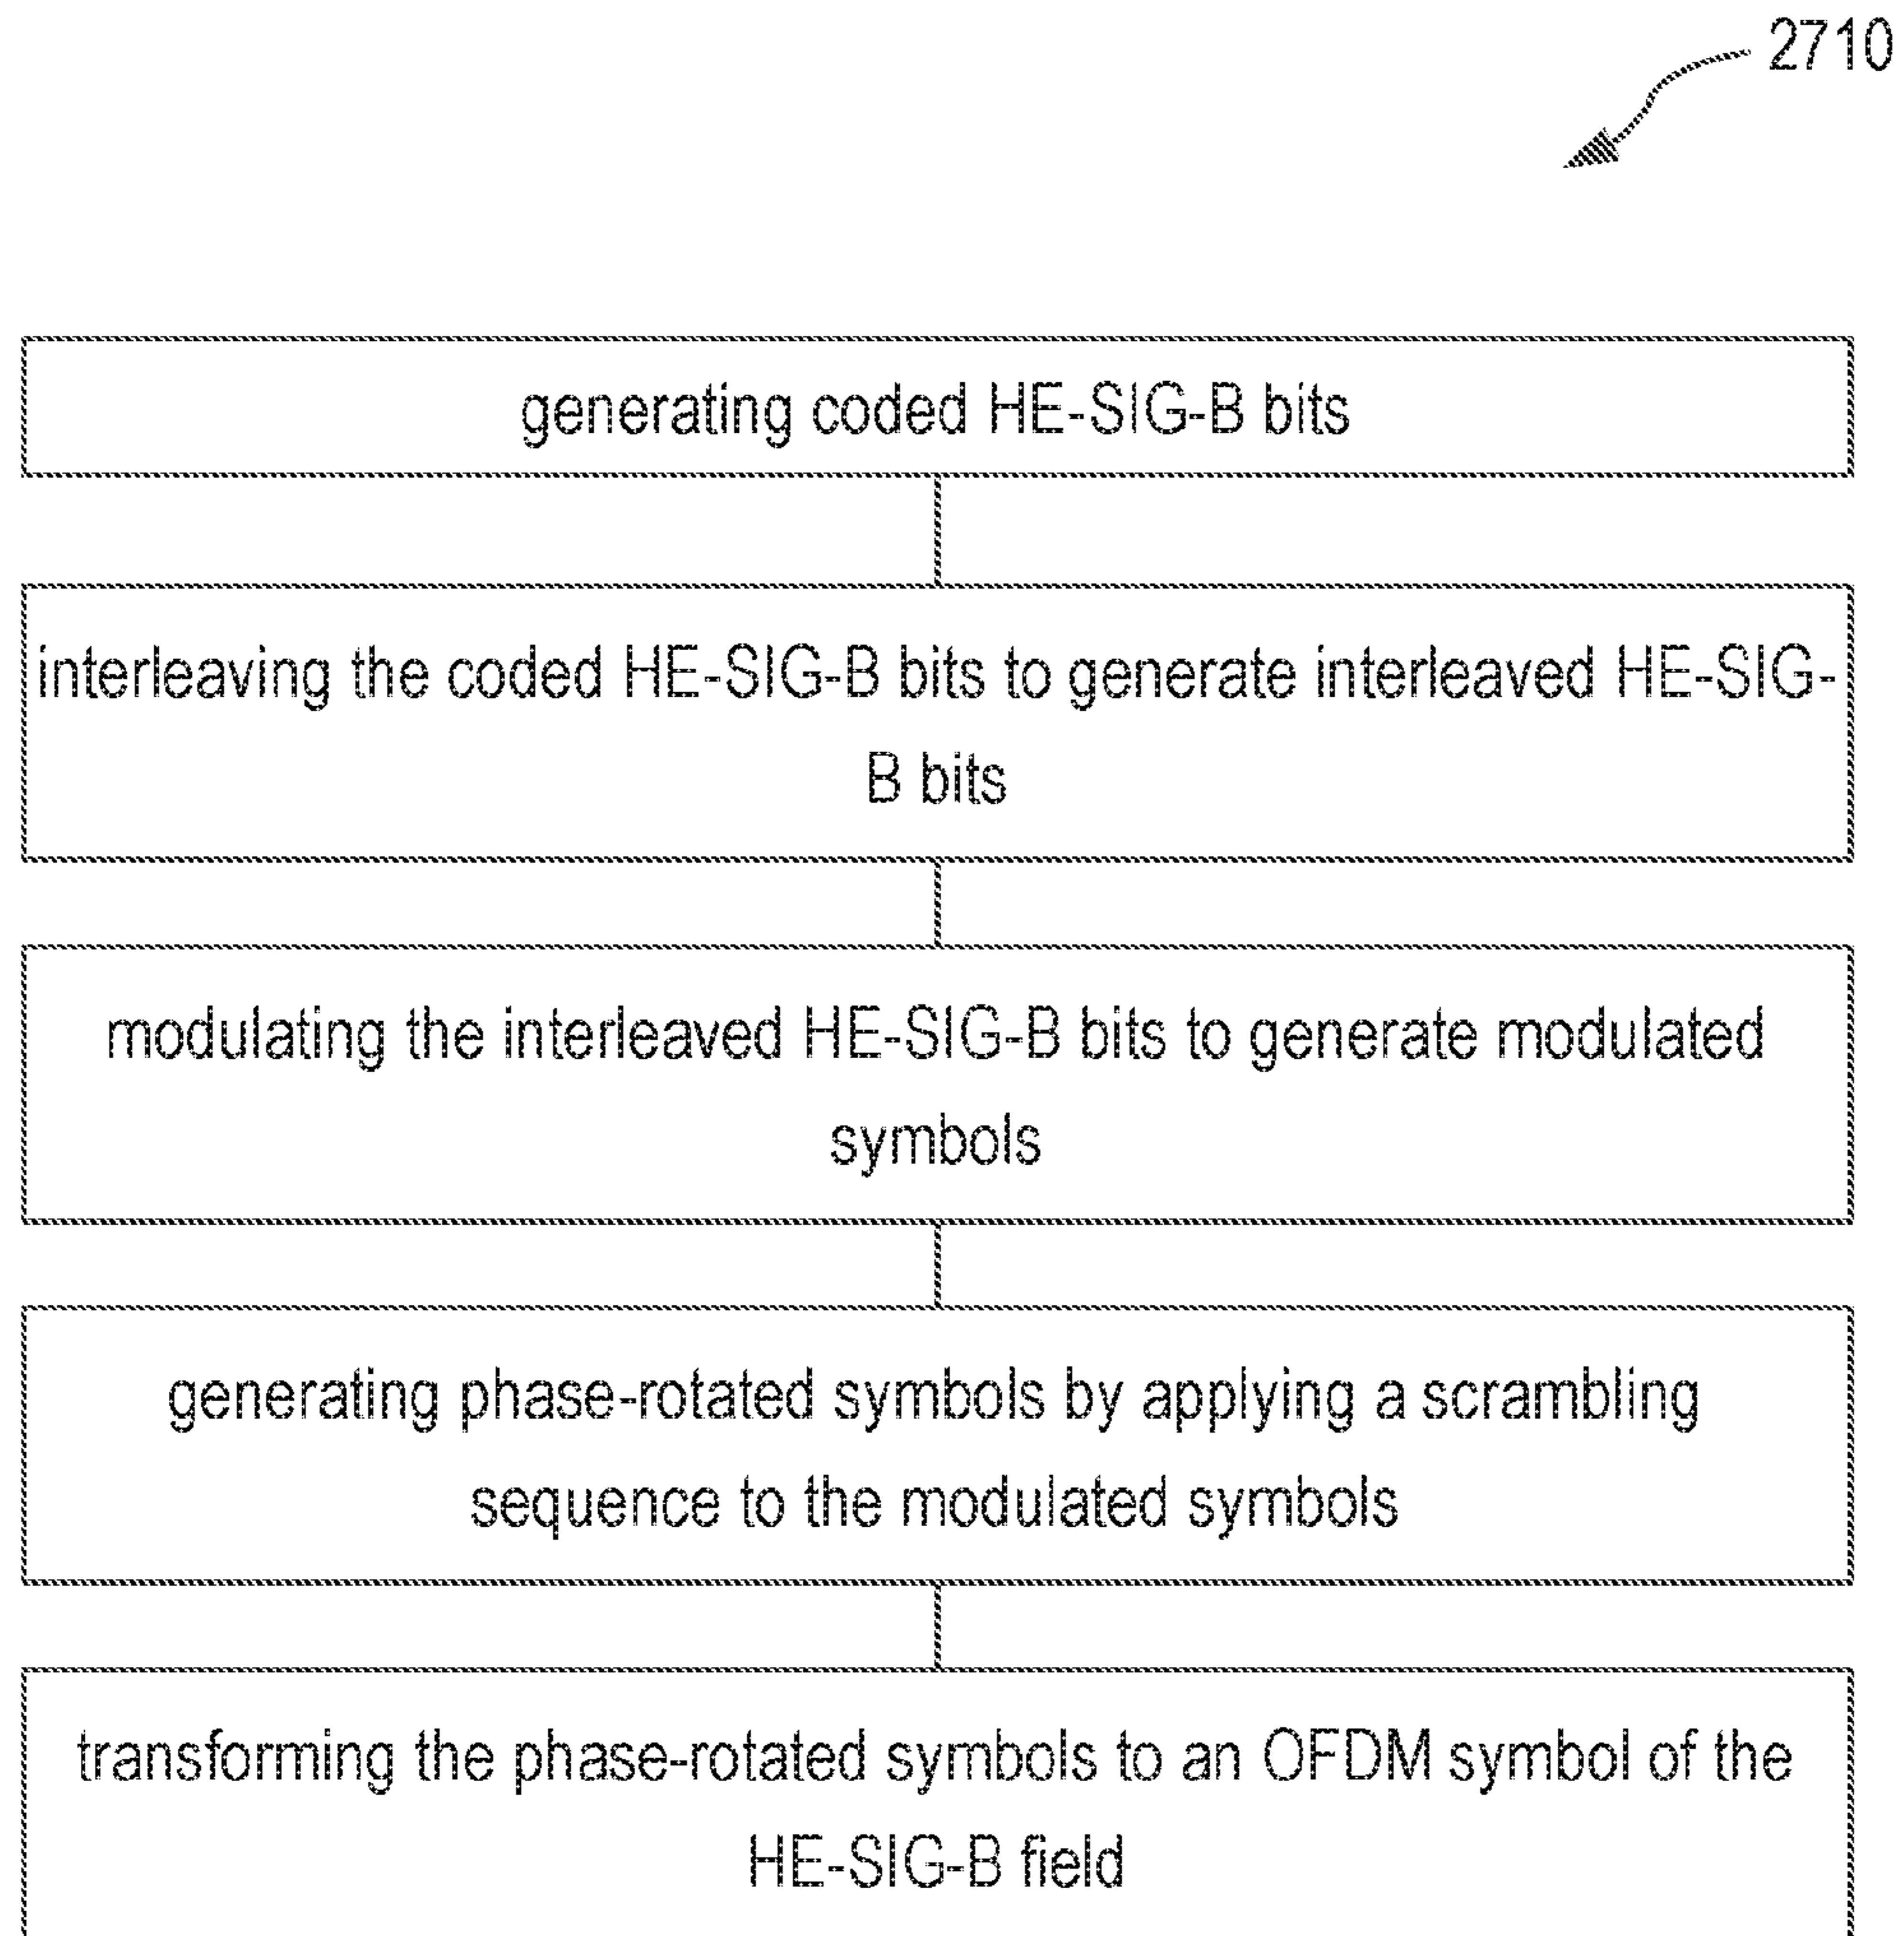 2710
generating coded HE-SIG-B bits
interleaving the coded HE-SIG-B bits to generate interleaved HE-SIG-
B bits
modulating the interleaved HE-SIG-B bits to generate modulated
symbols
generating phase-rotated symbols by applying a scrambling
sequence to the modulated symbols
transforming the phase-rotated symbols to an OFDM symbol of the
HE-SIG-B field